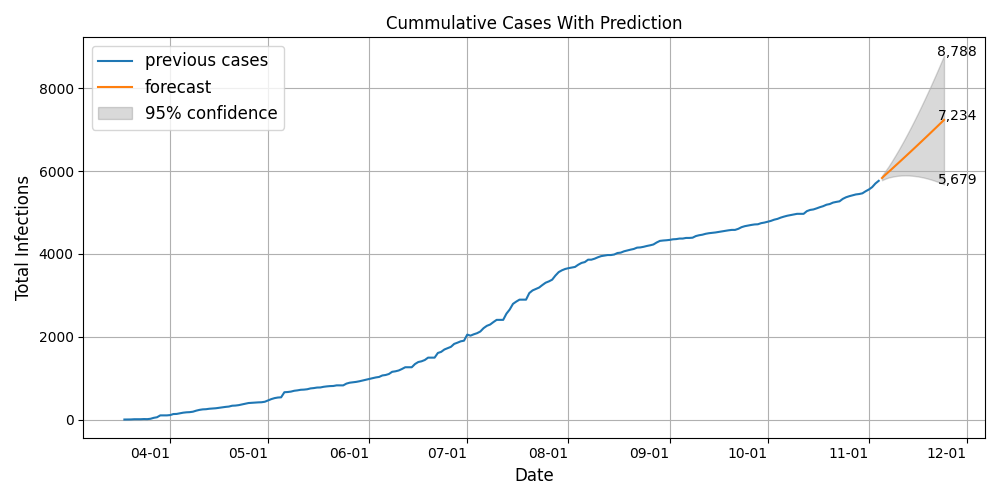 Cummulative Cases With Prediction
previous cases
forecast
95% confidence
8,788
7,234
5,679
8000
6000
4000
2000
0
Total Infections
04-01 05-01 06-01 07-01 08-01 09-01 10-01 11-01 12-01
Date